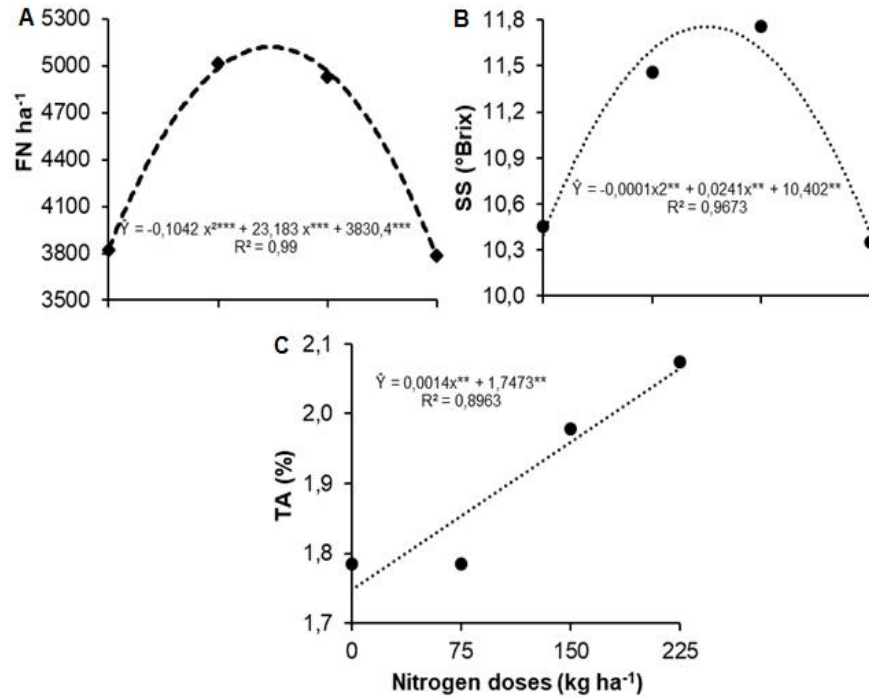 A
5300
5000
4700
4400
4100
3800
3500
FN ha⁻¹
Ŷ = -0,1042 x²*** + 23,183 x*** + 3830,4***
R² = 0,99
B
11,8
11,5
11,2
10,9
10,6
10,3
10,0
SS (°Brix)
Ŷ = -0,0001x2** + 0,0241x** + 10,402**
R² = 0,9673
C
2,1
2,0
1,9
1,8
1,7
TA (%)
Ŷ = 0,0014x** + 1,7473**
R² = 0,8963
0 75 150 225
Nitrogen doses (kg ha⁻¹)